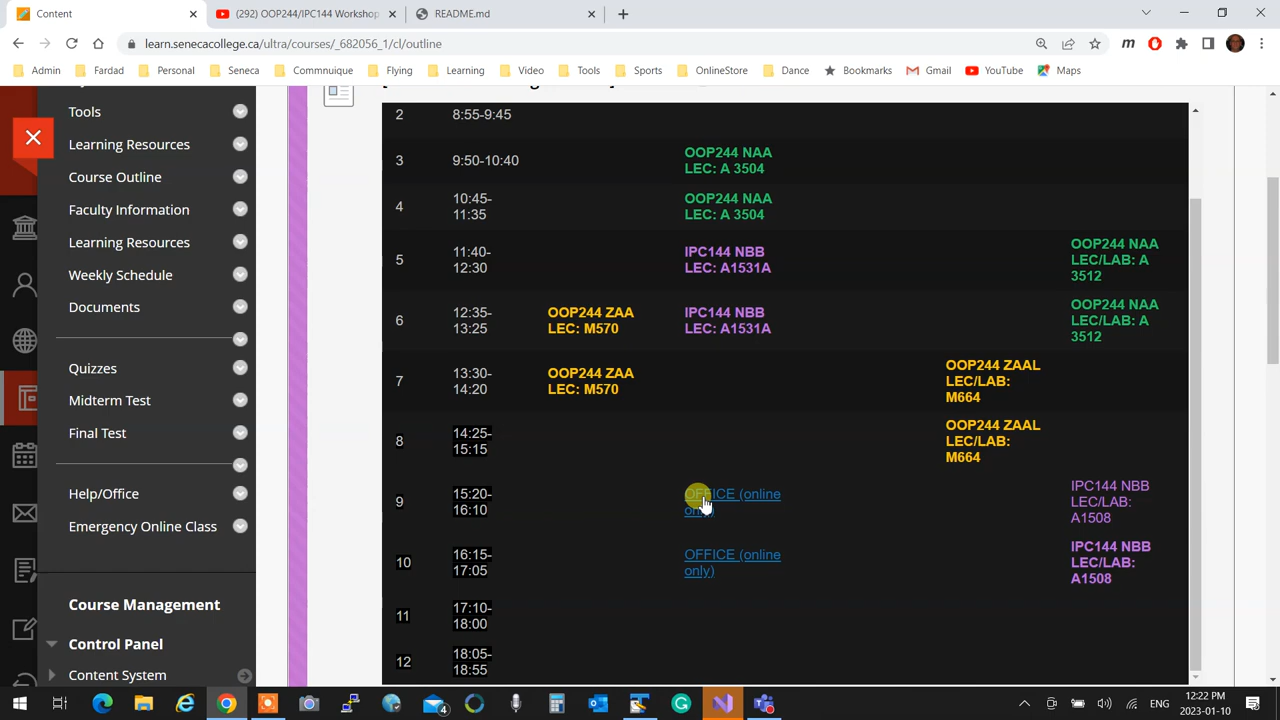 Content
(292) OOP244/IPC144 Workshop
README.md
learn.senecacollege.ca/ultra/courses/_682056_1/cl/outline
Admin
Fardad
Personal
Seneca
Commnuique
Flying
Learning
Video
Tools
Sports
OnlineStore
Dance
Bookmarks
Gmail
YouTube
Maps
Tools
Learning Resources
Course Outline
Faculty Information
Learning Resources
Weekly Schedule
Documents
Quizzes
Midterm Test
Final Test
Help/Office
Emergency Online Class
Course Management
Control Panel
Content System
2 8:55-9:45
3 9:50-10:40
OOP244 NAA
LEC: A 3504
4 10:45-
11:35
OOP244 NAA
LEC: A 3504
5 11:40-
12:30
IPC144 NBB
LEC: A1531A
OOP244 NAA
LEC/LAB: A
3512
6 12:35-
13:25
OOP244 ZAA
LEC: M570
IPC144 NBB
LEC: A1531A
OOP244 NAA
LEC/LAB: A
3512
7 13:30-
14:20
OOP244 ZAA
LEC: M570
OOP244 ZAAL
LEC/LAB:
M664
8 14:25-
15:15
OOP244 ZAAL
LEC/LAB:
M664
9 15:20-
16:10
OFFICE (online
only)
IPC144 NBB
LEC/LAB:
A1508
10 16:15-
17:05
OFFICE (online
only)
IPC144 NBB
LEC/LAB:
A1508
11 17:10-
18:00
12 18:05-
18:55
4
ENG
12:22 PM
2023-01-10